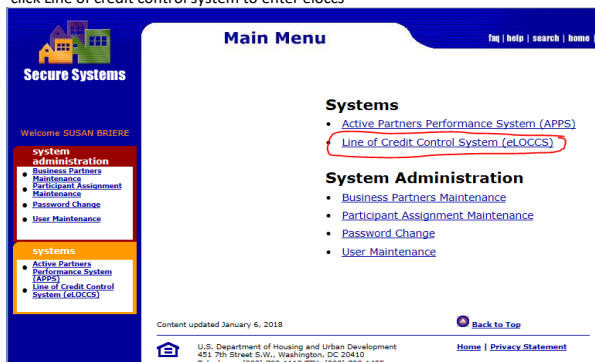 click Line of credit control system to enter eloccs
Main Menu
faq | help | search | home |
Secure Systems
Welcome SUSAN BRIERE
system
administration
Business Partners
Maintenance
Participant Assignment
Maintenance
Password Change
User Maintenance
systems
Active Partners
Performance System
(APPS)
Line of Credit Control
System (eLOCCS)
Systems
• Active Partners Performance System (APPS)
• Line of Credit Control System (eLOCCS)
System Administration
• Business Partners Maintenance
• Participant Assignment Maintenance
• Password Change
• User Maintenance
Content updated January 6, 2018
Back to Top
U.S. Department of Housing and Urban Development
451 7th Street S.W., Washington, DC 20410
Home | Privacy Statement